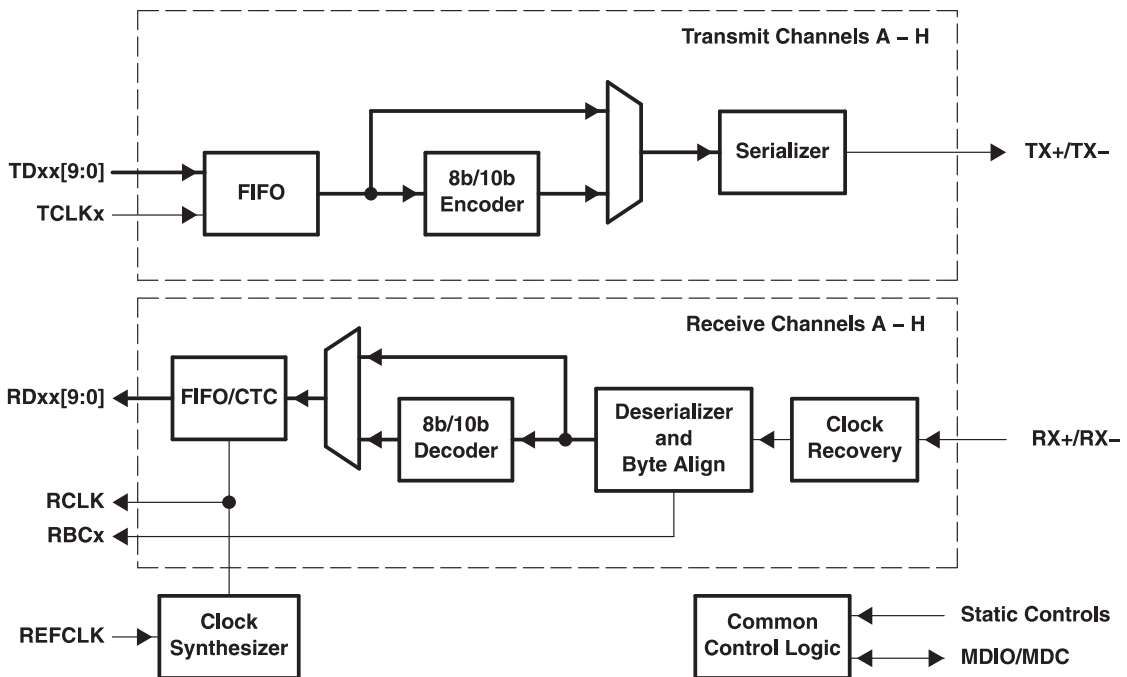 Transmit Channels A – H
TDxx[9:0]
TCLKx
FIFO
8b/10b
Encoder
Serializer
TX+/TX–
Receive Channels A – H
RDxx[9:0]
FIFO/CTC
8b/10b
Decoder
Deserializer
and
Byte Align
Clock
Recovery
RX+/RX–
RCLK
RBCx
REFCLK
Clock
Synthesizer
Common
Control Logic
Static Controls
MDIO/MDC